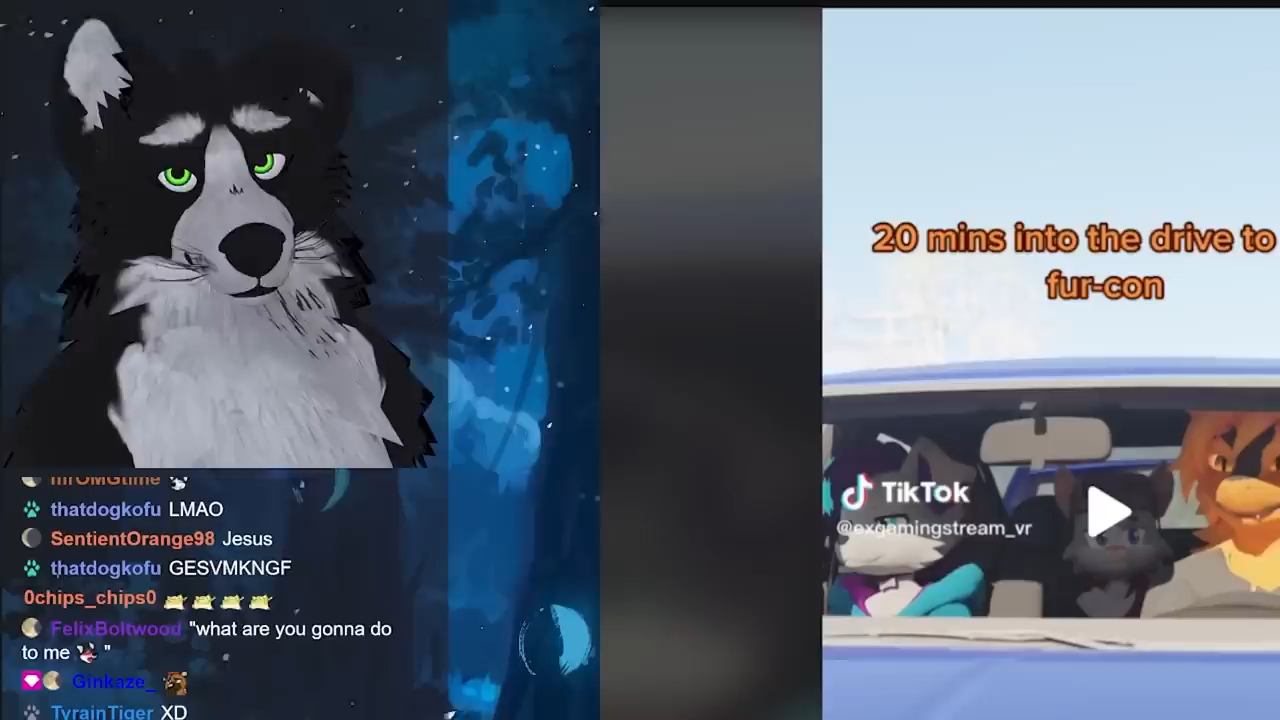 mrOMGtime
thatdogkofu LMAO
SentientOrange98 Jesus
thatdogkofu GESVMKNGF
0chips_chips0
FelixBoltwood "what are you gonna do
to me "
Ginkaze_
TyrainTiger XD
20 mins into the drive to
fur-con
TikTok
@exgamingstream_vr